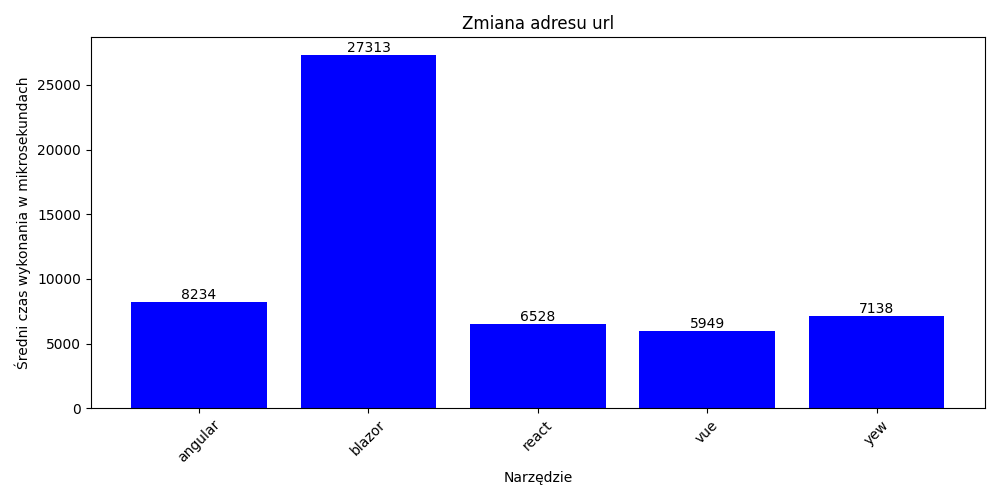 Zmiana adresu url
Średni czas wykonania w mikrosekundach
25000
20000
15000
10000
5000
0
8234
27313
6528
5949
7138
angular
blazor
react
vue
yew
Narzędzie